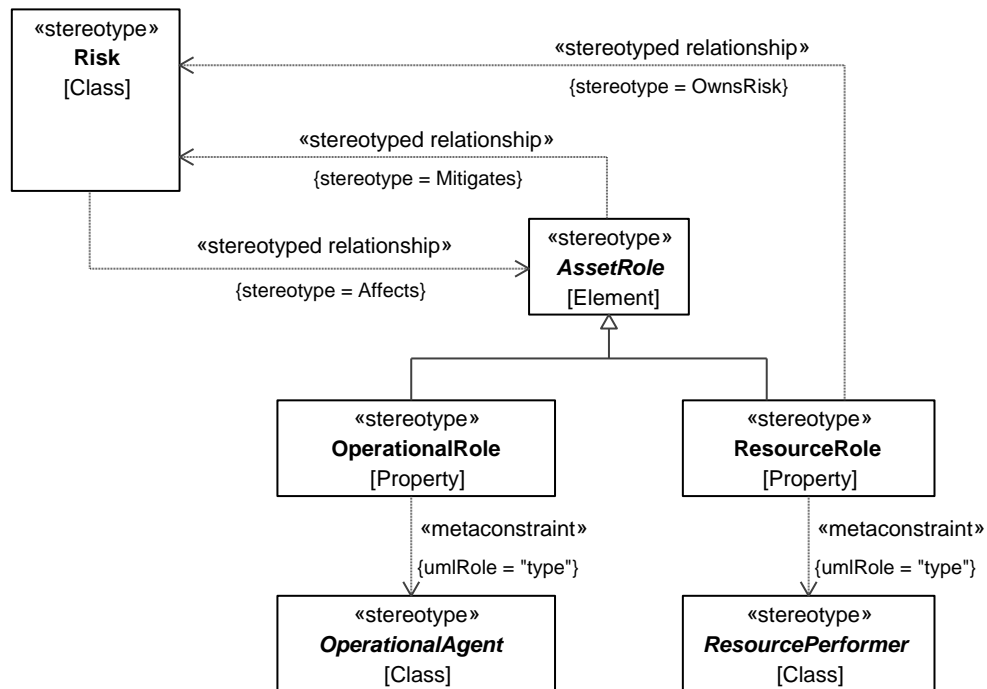 «stereotype»
Risk
[Class]
«stereotyped relationship»
{stereotype = OwnsRisk}
«stereotyped relationship»
{stereotype = Mitigates}
«stereotyped relationship»
{stereotype = Affects}
«stereotype»
AssetRole
[Element]
«stereotype»
OperationalRole
[Property]
«stereotype»
ResourceRole
[Property]
«metaconstraint»
{umlRole = "type"}
«metaconstraint»
{umlRole = "type"}
«stereotype»
OperationalAgent
[Class]
«stereotype»
ResourcePerformer
[Class]